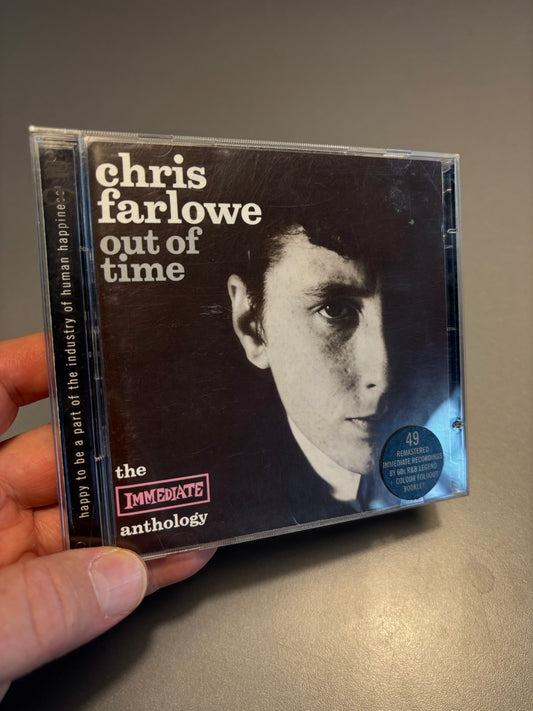 happy to be a part of the industry of human happiness
chris
farlowe
out of
time
the
IMMEDIATE
anthology
49
REMASTERED
IMMEDIATE RECORDINGS
BY 60s R&B LEGEND
+ COLOUR FOLDOUT
BOOKLET